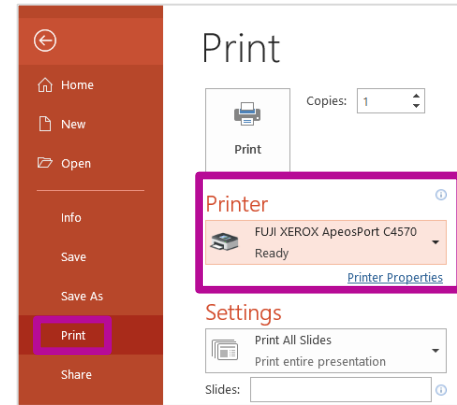 Print
Home
Copies: 1
New
Print
Open
Printer
Info
FUJI XEROX ApeosPort C4570
Ready
Save
Printer Properties
Save As
Settings
Print
Print All Slides
Print entire presentation
Share
Slides: